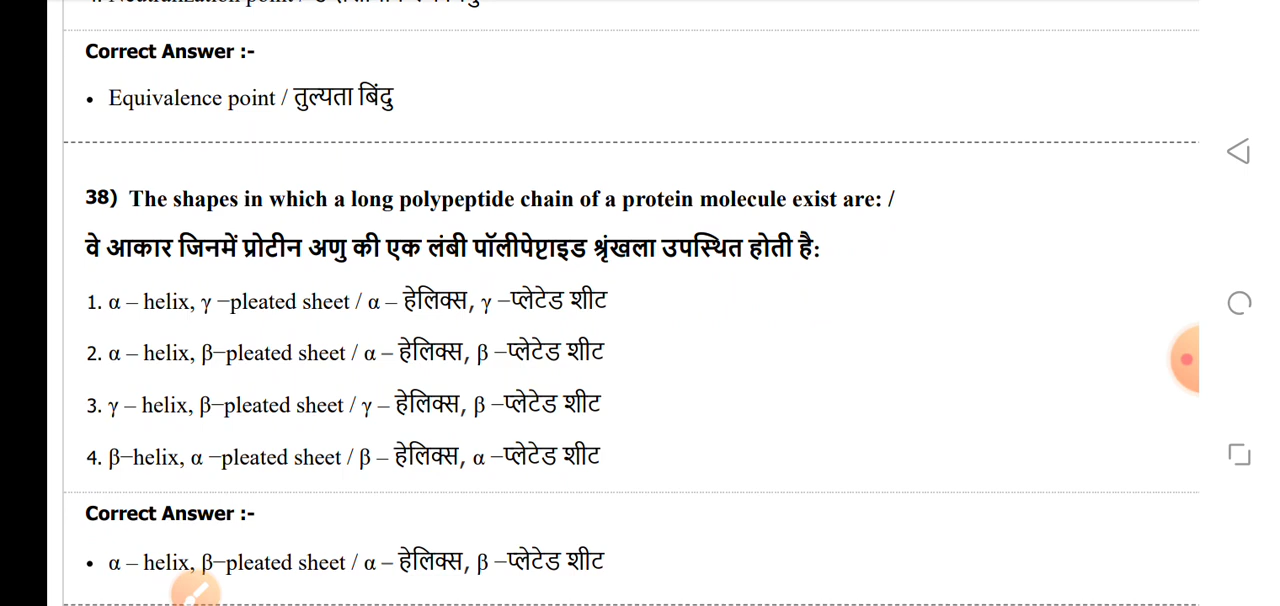 Correct Answer :-
• Equivalence point / तुल्यता बिंदु
38) The shapes in which a long polypeptide chain of a protein molecule exist are: /
वे आकार जिनमें प्रोटीन अणु की एक लंबी पॉलीपेप्टाइड श्रृंखला उपस्थित होती है:
1. α – helix, γ −pleated sheet / α – हेलिक्स, γ −प्लेटेड शीट
2. α – helix, β−pleated sheet / α – हेलिक्स, β −प्लेटेड शीट
3. γ – helix, β−pleated sheet / γ – हेलिक्स, β −प्लेटेड शीट
4. β−helix, α −pleated sheet / β – हेलिक्स, α −प्लेटेड शीट
Correct Answer :-
• α – helix, β−pleated sheet / α – हेलिक्स, β −प्लेटेड शीट